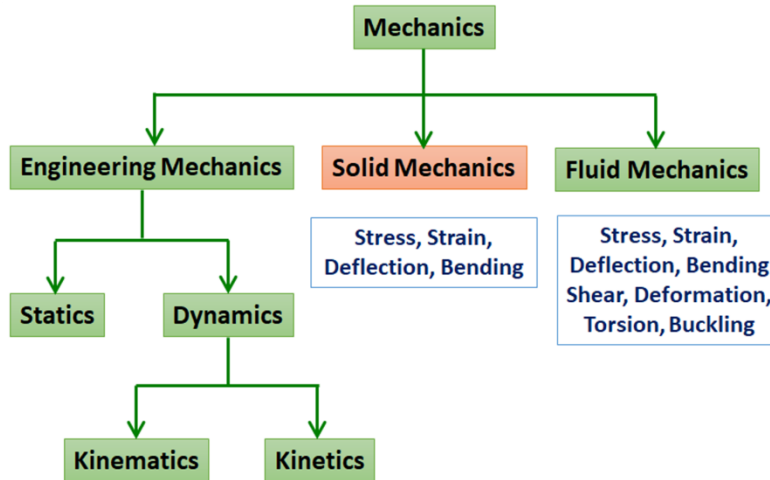 Mechanics
Engineering Mechanics
Solid Mechanics
Fluid Mechanics
Stress, Strain,
Deflection, Bending
Stress, Strain,
Deflection, Bending
Shear, Deformation,
Torsion, Buckling
Statics
Dynamics
Kinematics
Kinetics